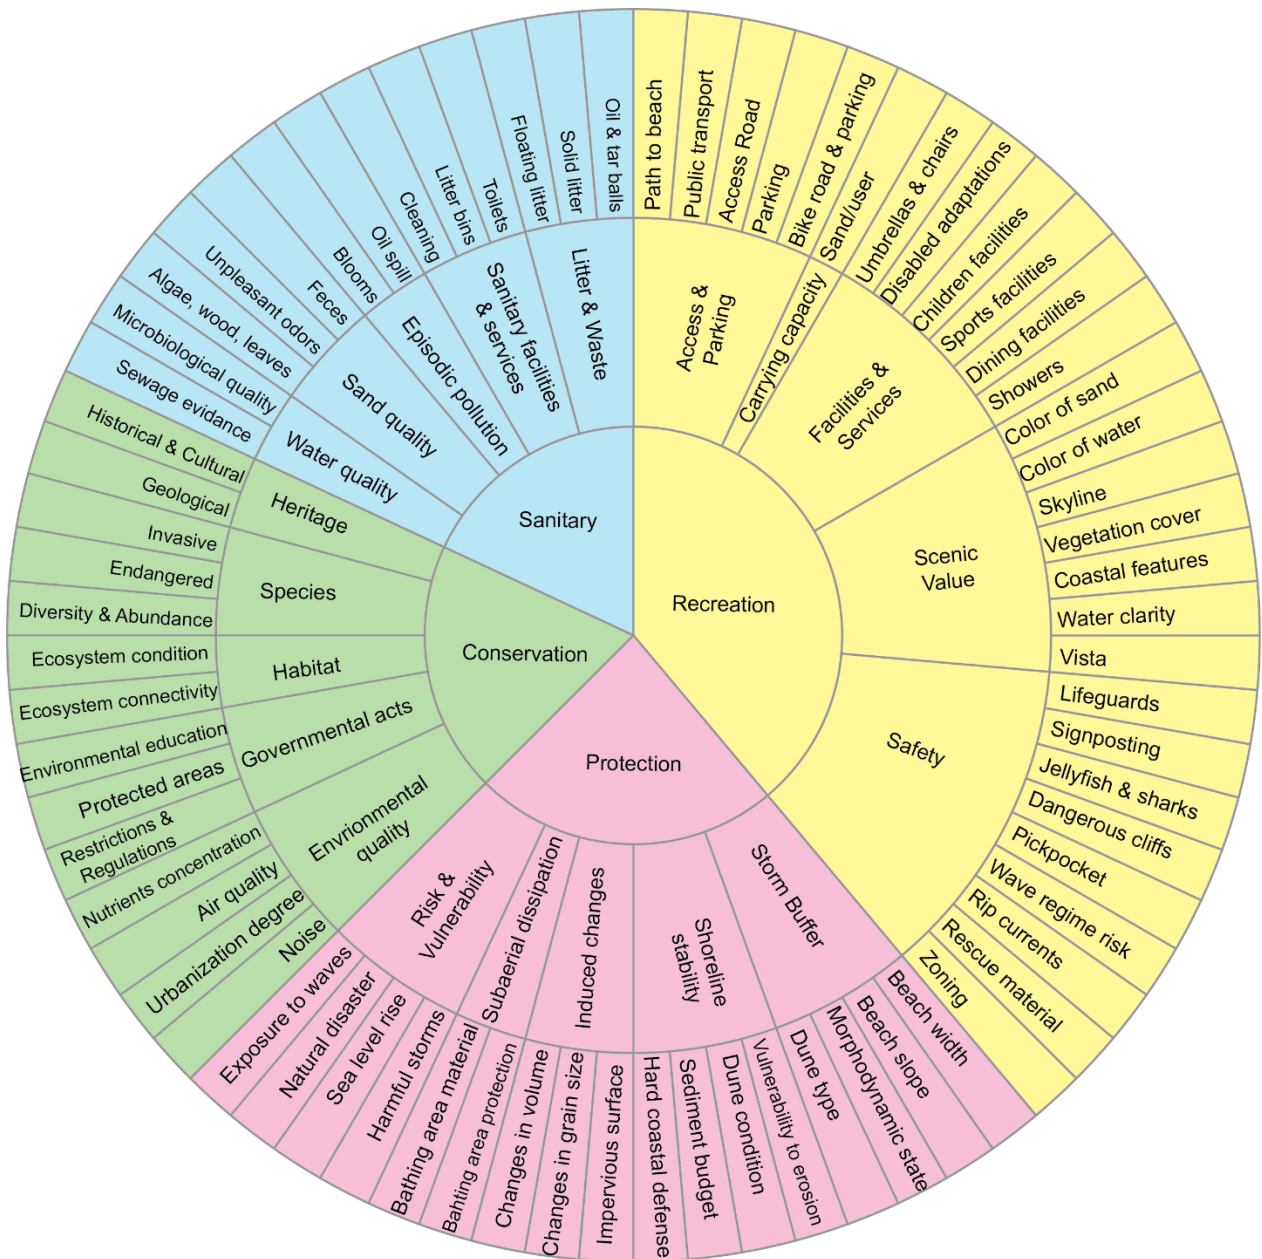 Recreation
Access &
Parking
Path to beach
Public transport
Access Road
Parking
Bike road & parking
Carrying capacity
Sand/user
Facilities &
Services
Umbrellas & chairs
Disabled adaptations
Children facilities
Sports facilities
Dining facilities
Showers
Scenic
Value
Color of sand
Color of water
Skyline
Vegetation cover
Coastal features
Water clarity
Vista
Safety
Lifeguards
Signposting
Jellyfish & sharks
Dangerous cliffs
Pickpocket
Wave regime risk
Rip currents
Rescue material
Zoning
Protection
Storm Buffer
Beach width
Beach slope
Morphodynamic state
Dune type
Shoreline
stability
Vulnerability to erosion
Dune condition
Sediment budget
Hard coastal defense
Induced changes
Impervious surface
Changes in grain size
Changes in volume
Subaerial dissipation
Bahting area protection
Bathing area material
Risk &
Vulnerability
Harmful storms
Sea level rise
Natural disaster
Exposure to waves
Conservation
Envrionmental
quality
Noise
Urbanization degree
Air quality
Nutrients concentration
Governmental acts
Restrictions &
Regulations
Protected areas
Environmental education
Habitat
Ecosystem connectivity
Ecosystem condition
Species
Diversity & Abundance
Endangered
Invasive
Heritage
Geological
Historical & Cultural
Sanitary
Water quality
Sewage evidance
Microbiological quality
Sand quality
Algae, wood, leaves
Unpleasant odors
Feces
Episodic pollution
Blooms
Oil spill
Sanitary facilities
& services
Cleaning
Litter bins
Toilets
Litter & Waste
Floating litter
Solid litter
Oil & tar balls